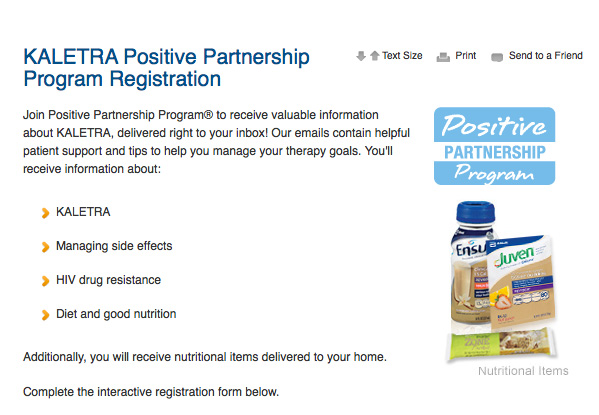 KALETRA Positive Partnership
Program Registration
Text Size
Print
Send to a Friend
Join Positive Partnership Program® to receive valuable information
about KALETRA, delivered right to your inbox! Our emails contain helpful
patient support and tips to help you manage your therapy goals. You'll
receive information about:
KALETRA
Managing side effects
HIV drug resistance
Diet and good nutrition
Additionally, you will receive nutritional items delivered to your home.
Complete the interactive registration form below.
Positive
PARTNERSHIP
Program
Ensu
Juven
Nutritional Items